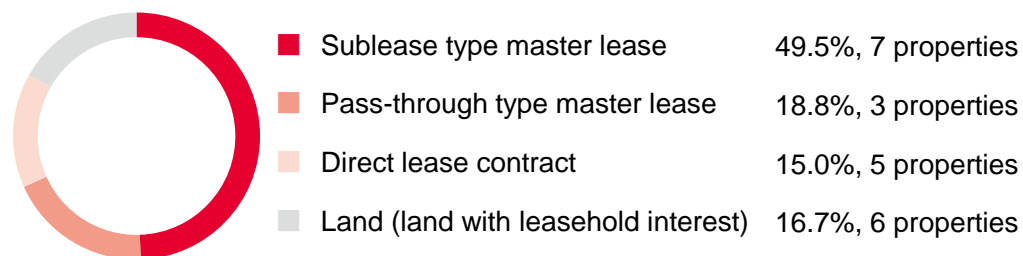 Sublease type master lease 49.5%, 7 properties
Pass-through type master lease 18.8%, 3 properties
Direct lease contract 15.0%, 5 properties
Land (land with leasehold interest) 16.7%, 6 properties